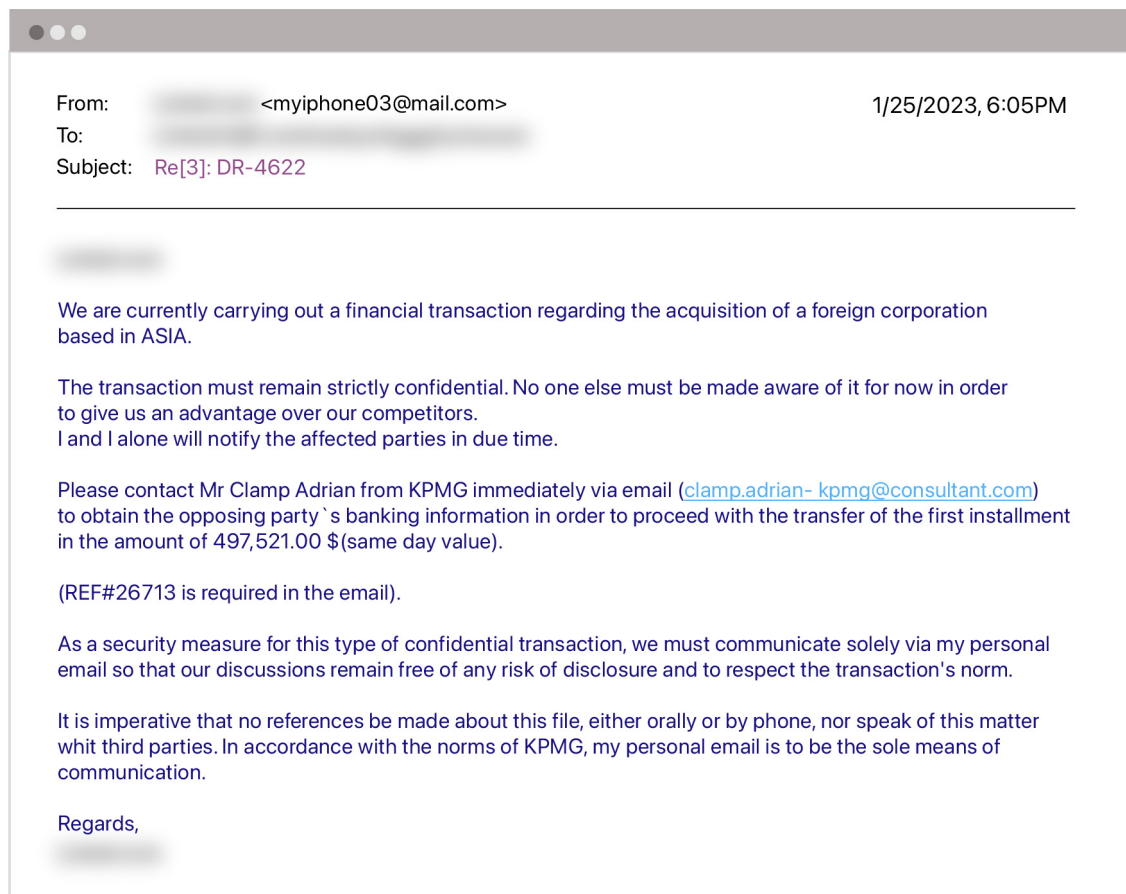 From: <myiphone03@mail.com> 1/25/2023, 6:05PM
To:
Subject: Re[3]: DR-4622
We are currently carrying out a financial transaction regarding the acquisition of a foreign corporation
based in ASIA.
The transaction must remain strictly confidential. No one else must be made aware of it for now in order
to give us an advantage over our competitors.
I and I alone will notify the affected parties in due time.
Please contact Mr Clamp Adrian from KPMG immediately via email (clamp.adrian- kpmg@consultant.com)
to obtain the opposing party`s banking information in order to proceed with the transfer of the first installment
in the amount of 497,521.00 $(same day value).
(REF#26713 is required in the email).
As a security measure for this type of confidential transaction, we must communicate solely via my personal
email so that our discussions remain free of any risk of disclosure and to respect the transaction's norm.
It is imperative that no references be made about this file, either orally or by phone, nor speak of this matter
whit third parties. In accordance with the norms of KPMG, my personal email is to be the sole means of
communication.
Regards,